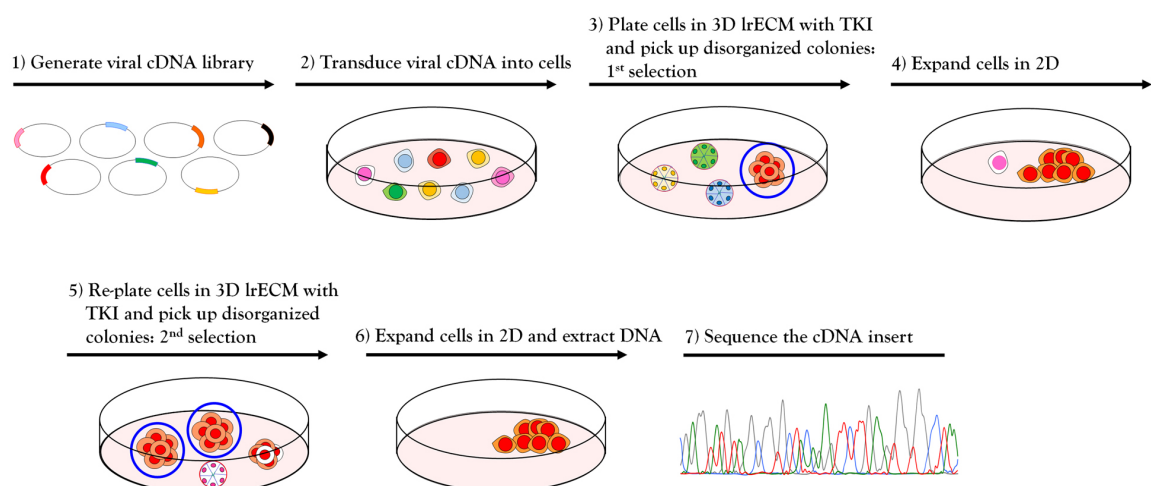 1) Generate viral cDNA library
2) Transduce viral cDNA into cells
3) Plate cells in 3D lrECM with TKI
and pick up disorganized colonies:
1st selection
4) Expand cells in 2D
5) Re-plate cells in 3D lrECM with
TKI and pick up disorganized
colonies: 2nd selection
6) Expand cells in 2D and extract DNA
7) Sequence the cDNA insert